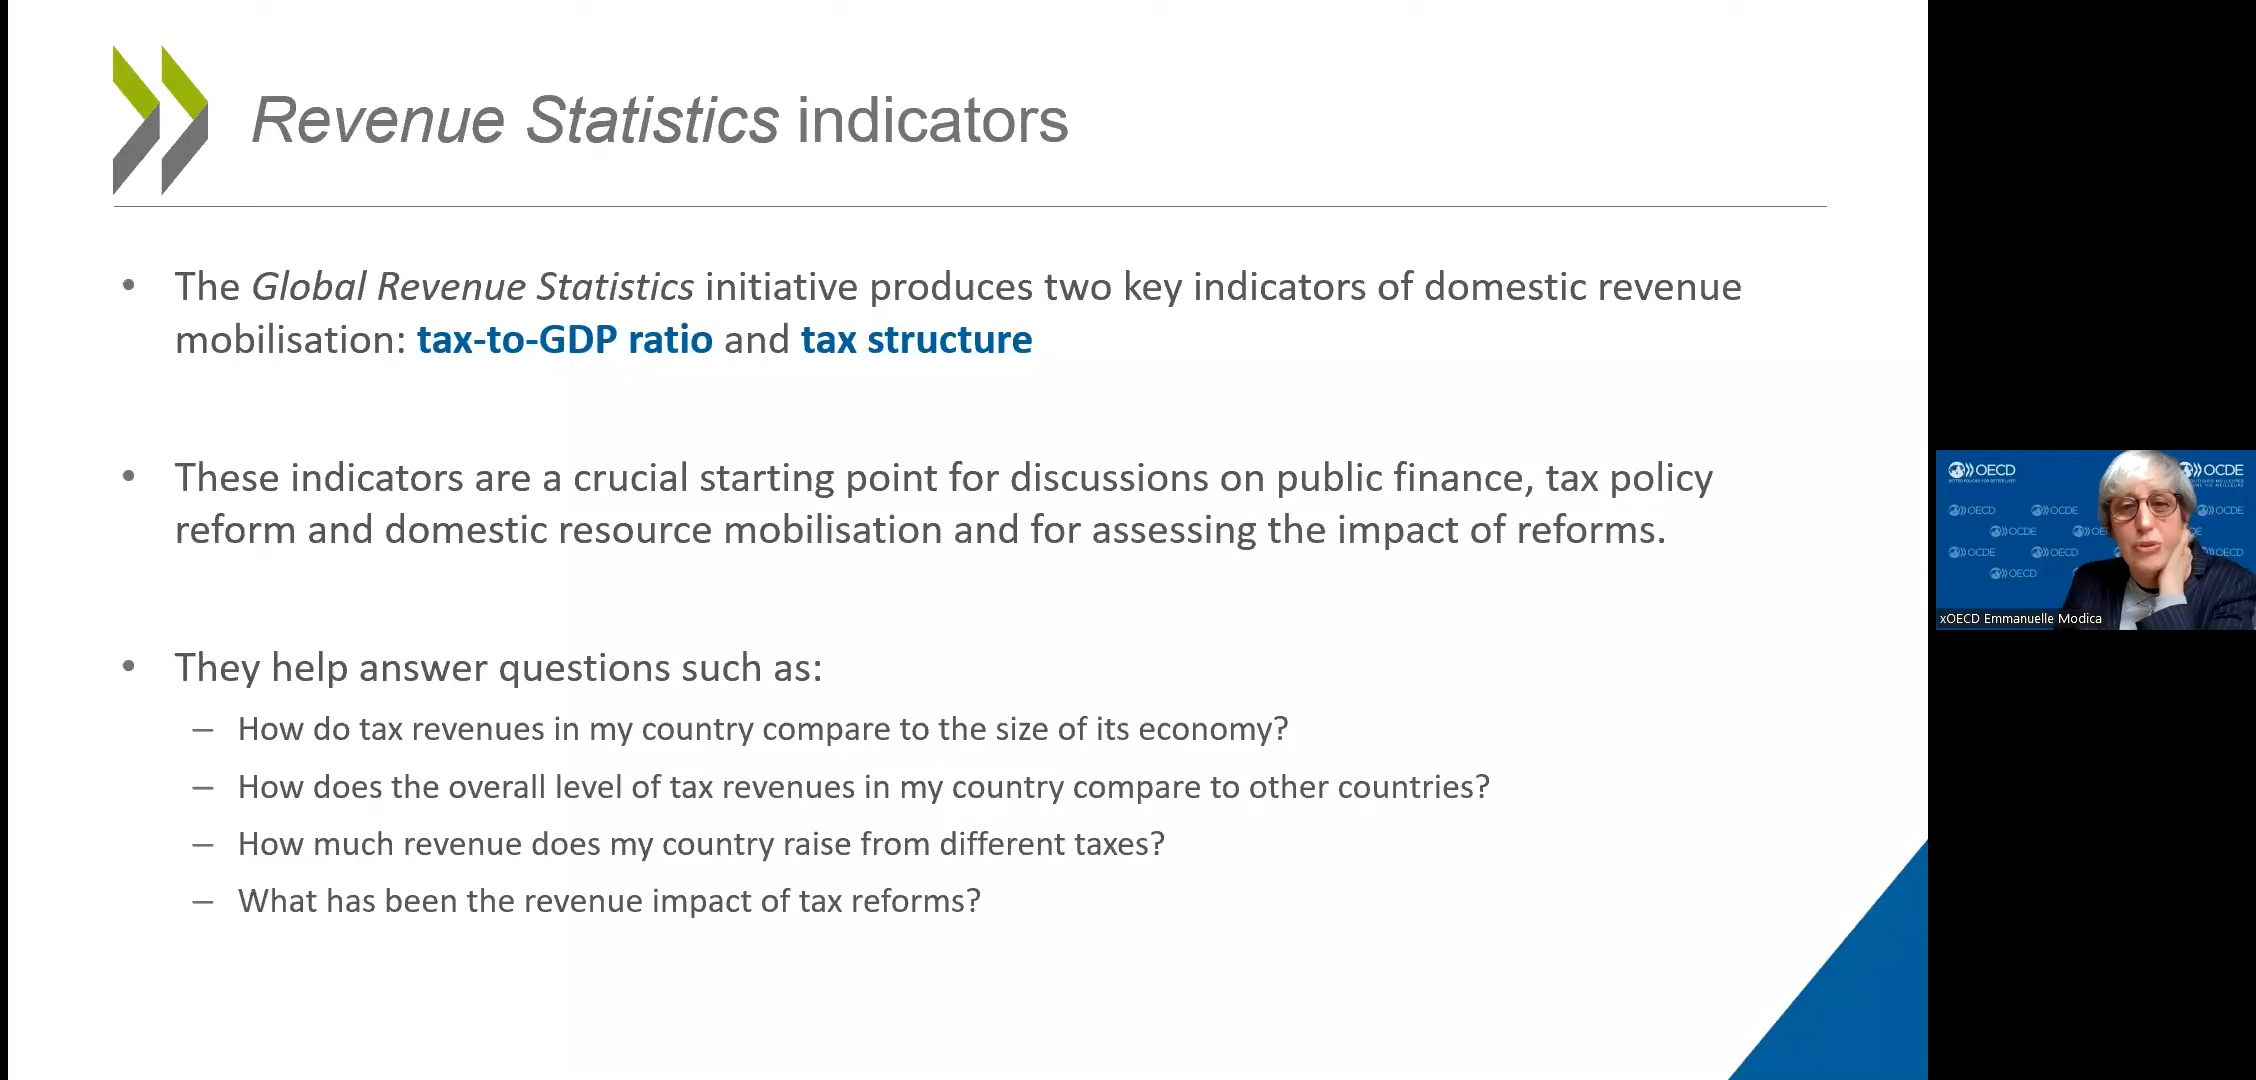 Revenue Statistics indicators
• The Global Revenue Statistics initiative produces two key indicators of domestic revenue
mobilisation: tax-to-GDP ratio and tax structure
• These indicators are a crucial starting point for discussions on public finance, tax policy
reform and domestic resource mobilisation and for assessing the impact of reforms.
• They help answer questions such as:
– How do tax revenues in my country compare to the size of its economy?
– How does the overall level of tax revenues in my country compare to other countries?
– How much revenue does my country raise from different taxes?
– What has been the revenue impact of tax reforms?
OECD
BETTER POLICIES FOR BETTER LIVES
OCDE
OECD OCDE OCDE
OCDE
OCDE OECD OECD
OECD
xOECD Emmanuelle Modica